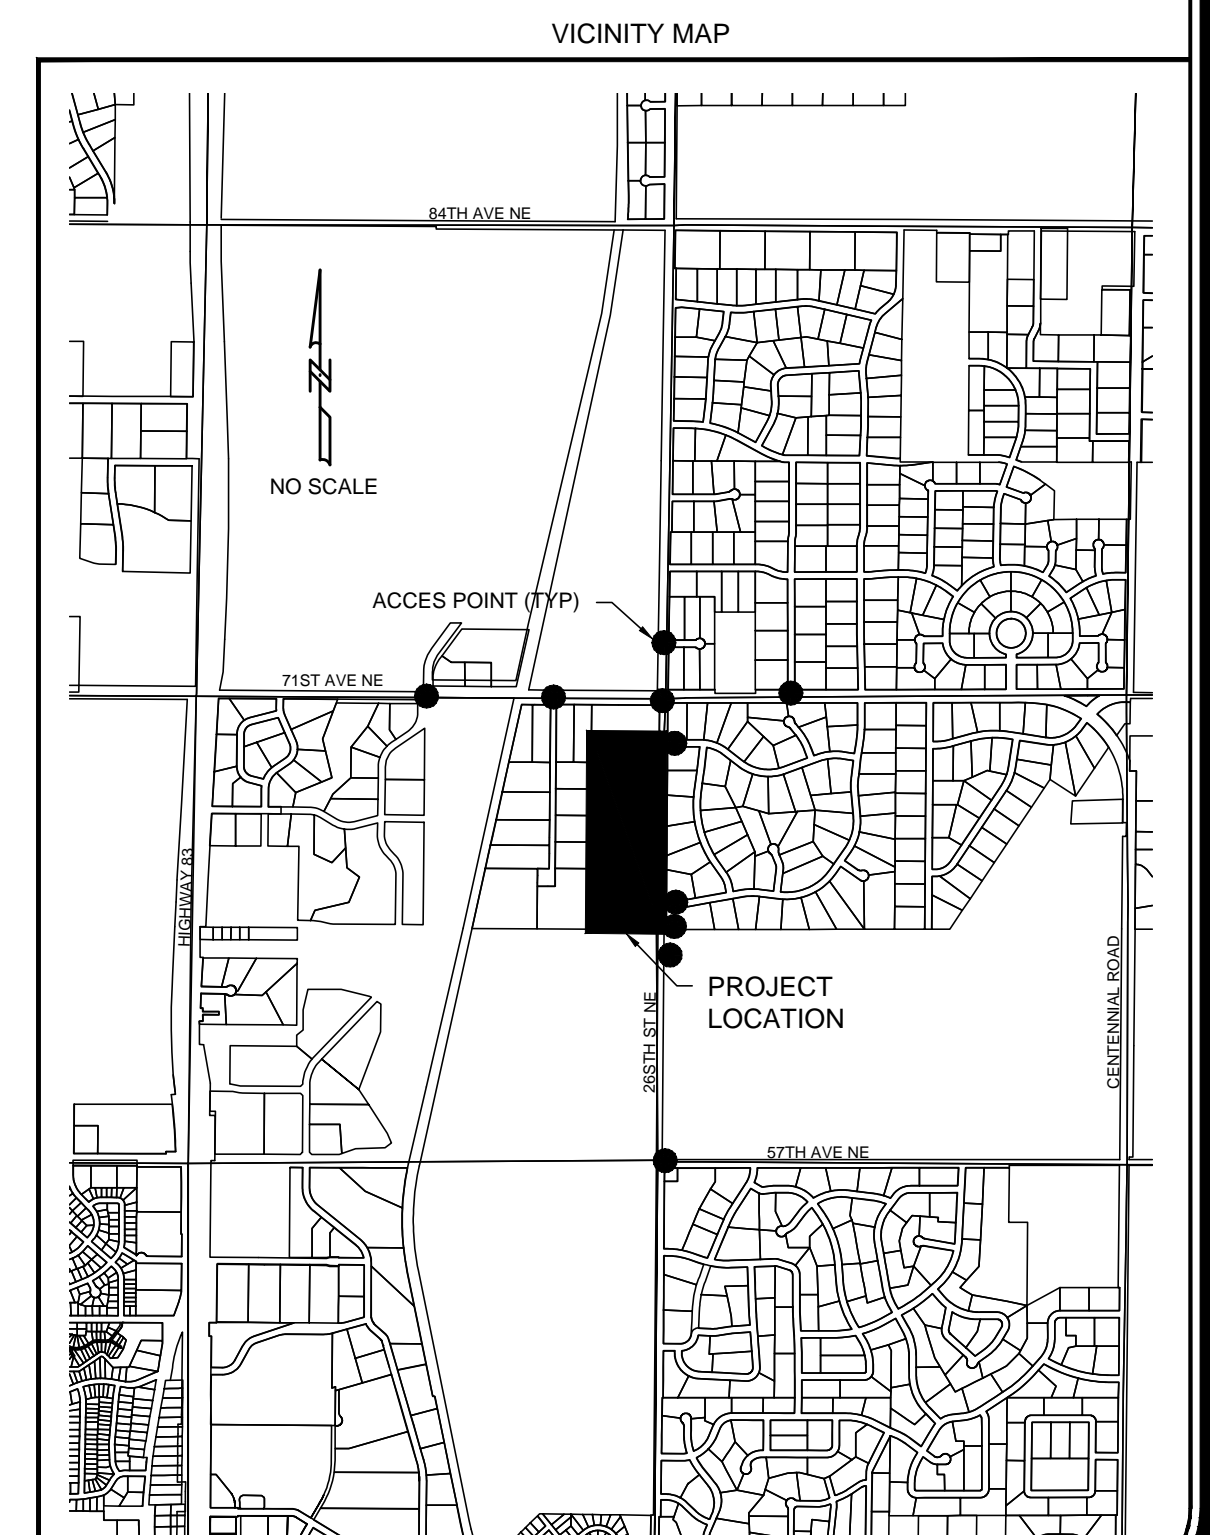 VICINITY MAP
84TH AVE NE
N
NO SCALE
ACCES POINT (TYP)
71ST AVE NE
HIGHWAY 83
PROJECT
LOCATION
26STH ST NE
CENTENNIAL ROAD
57TH AVE NE